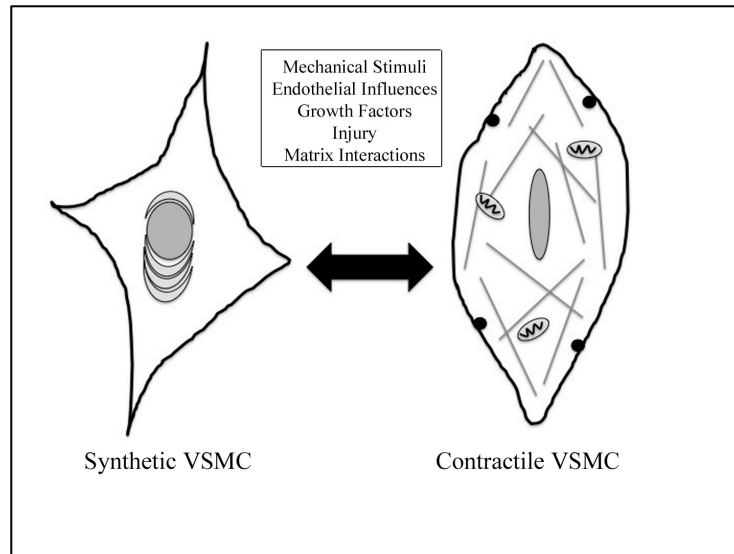 Mechanical Stimuli
Endothelial Influences
Growth Factors
Injury
Matrix Interactions
Synthetic VSMC
Contractile VSMC